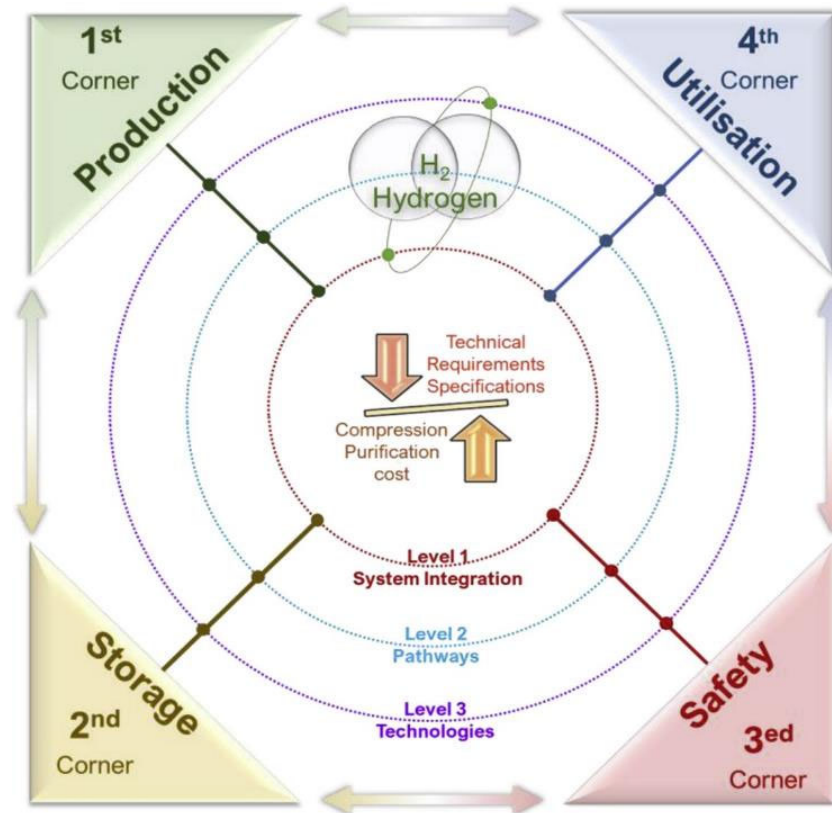 1st
Corner
Production
4th
Corner
Utilisation
H2
Hydrogen
Technical
Requirements
Specifications
Compression
Purification
cost
Level 1
System Integration
Level 2
Pathways
Level 3
Technologies
Storage
2nd
Corner
Safety
3ed
Corner